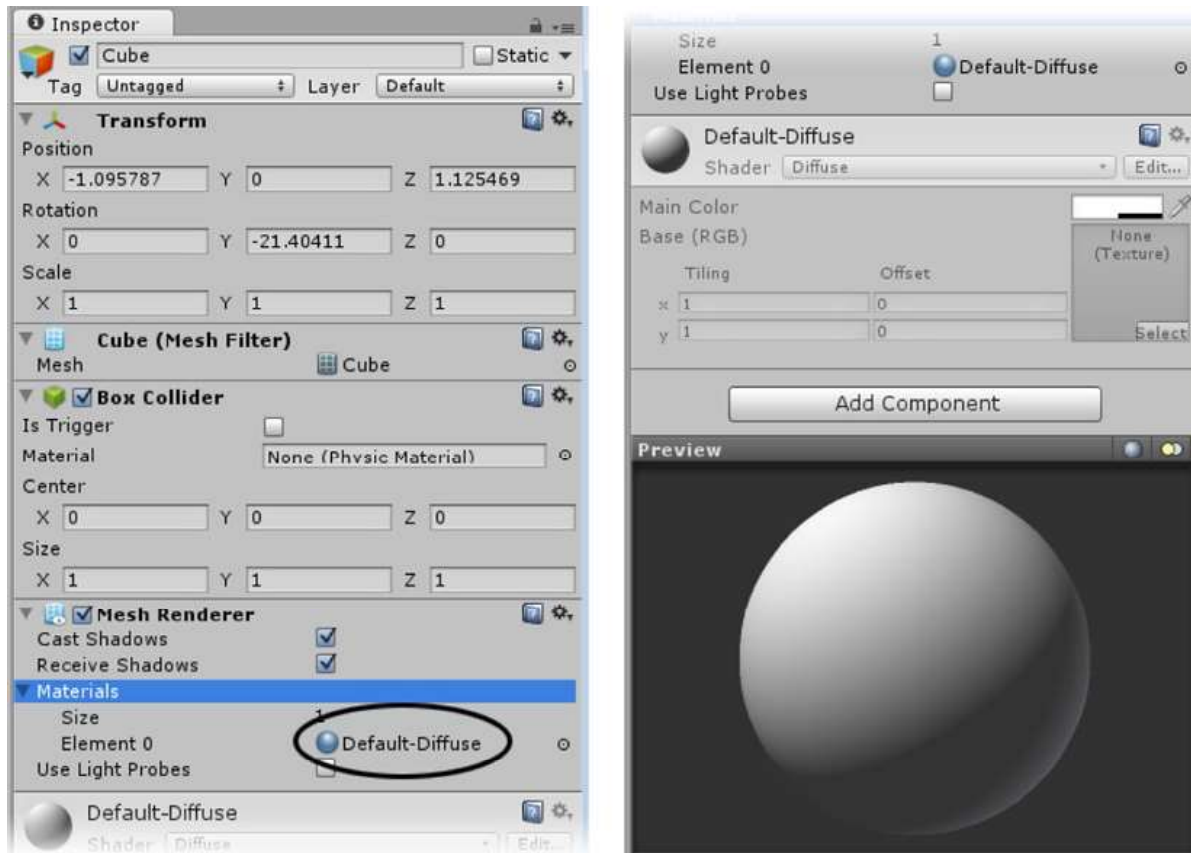 Inspector
Cube Static
Tag Untagged Layer Default
Transform
Position
X -1.095787 Y 0 Z 1.125469
Rotation
X 0 Y -21.40411 Z 0
Scale
X 1 Y 1 Z 1
Cube (Mesh Filter)
Mesh Cube
Box Collider
Is Trigger
Material None (Physic Material)
Center
X 0 Y 0 Z 0
Size
X 1 Y 1 Z 1
Mesh Renderer
Cast Shadows
Receive Shadows
Materials
Size 1
Element 0 Default-Diffuse
Use Light Probes
Default-Diffuse
Shader Diffuse Edit...
Size 1
Element 0 Default-Diffuse
Use Light Probes
Default-Diffuse
Shader Diffuse Edit...
Main Color
Base (RGB) None
(Texture)
Tiling Offset
x 1 0
y 1 0
Select
Add Component
Preview